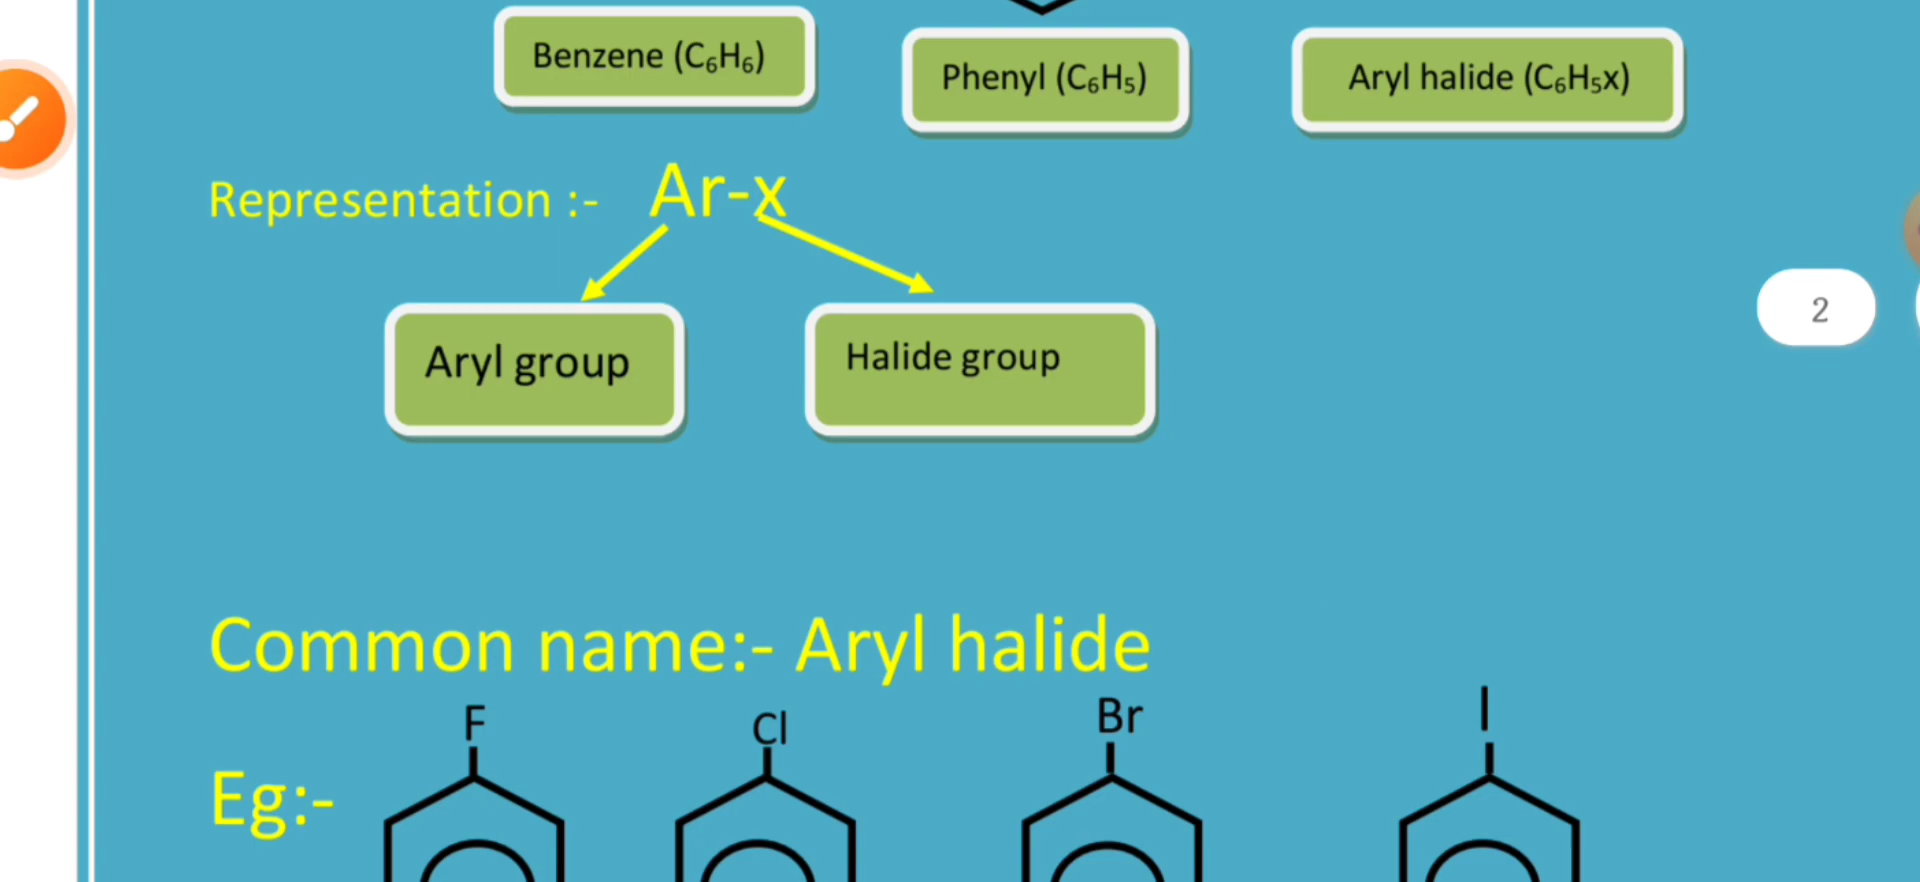 Benzene (C₆H₆)
Phenyl (C₆H₅)
Aryl halide (C₆H₅x)
Representation :- Ar-x
Aryl group
Halide group
2
Common name:- Aryl halide
F
Cl
Br
I
Eg:-